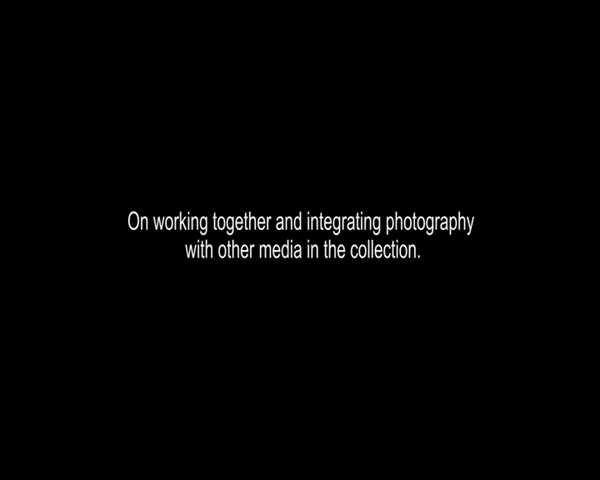 On working together and integrating photography
with other media in the collection.